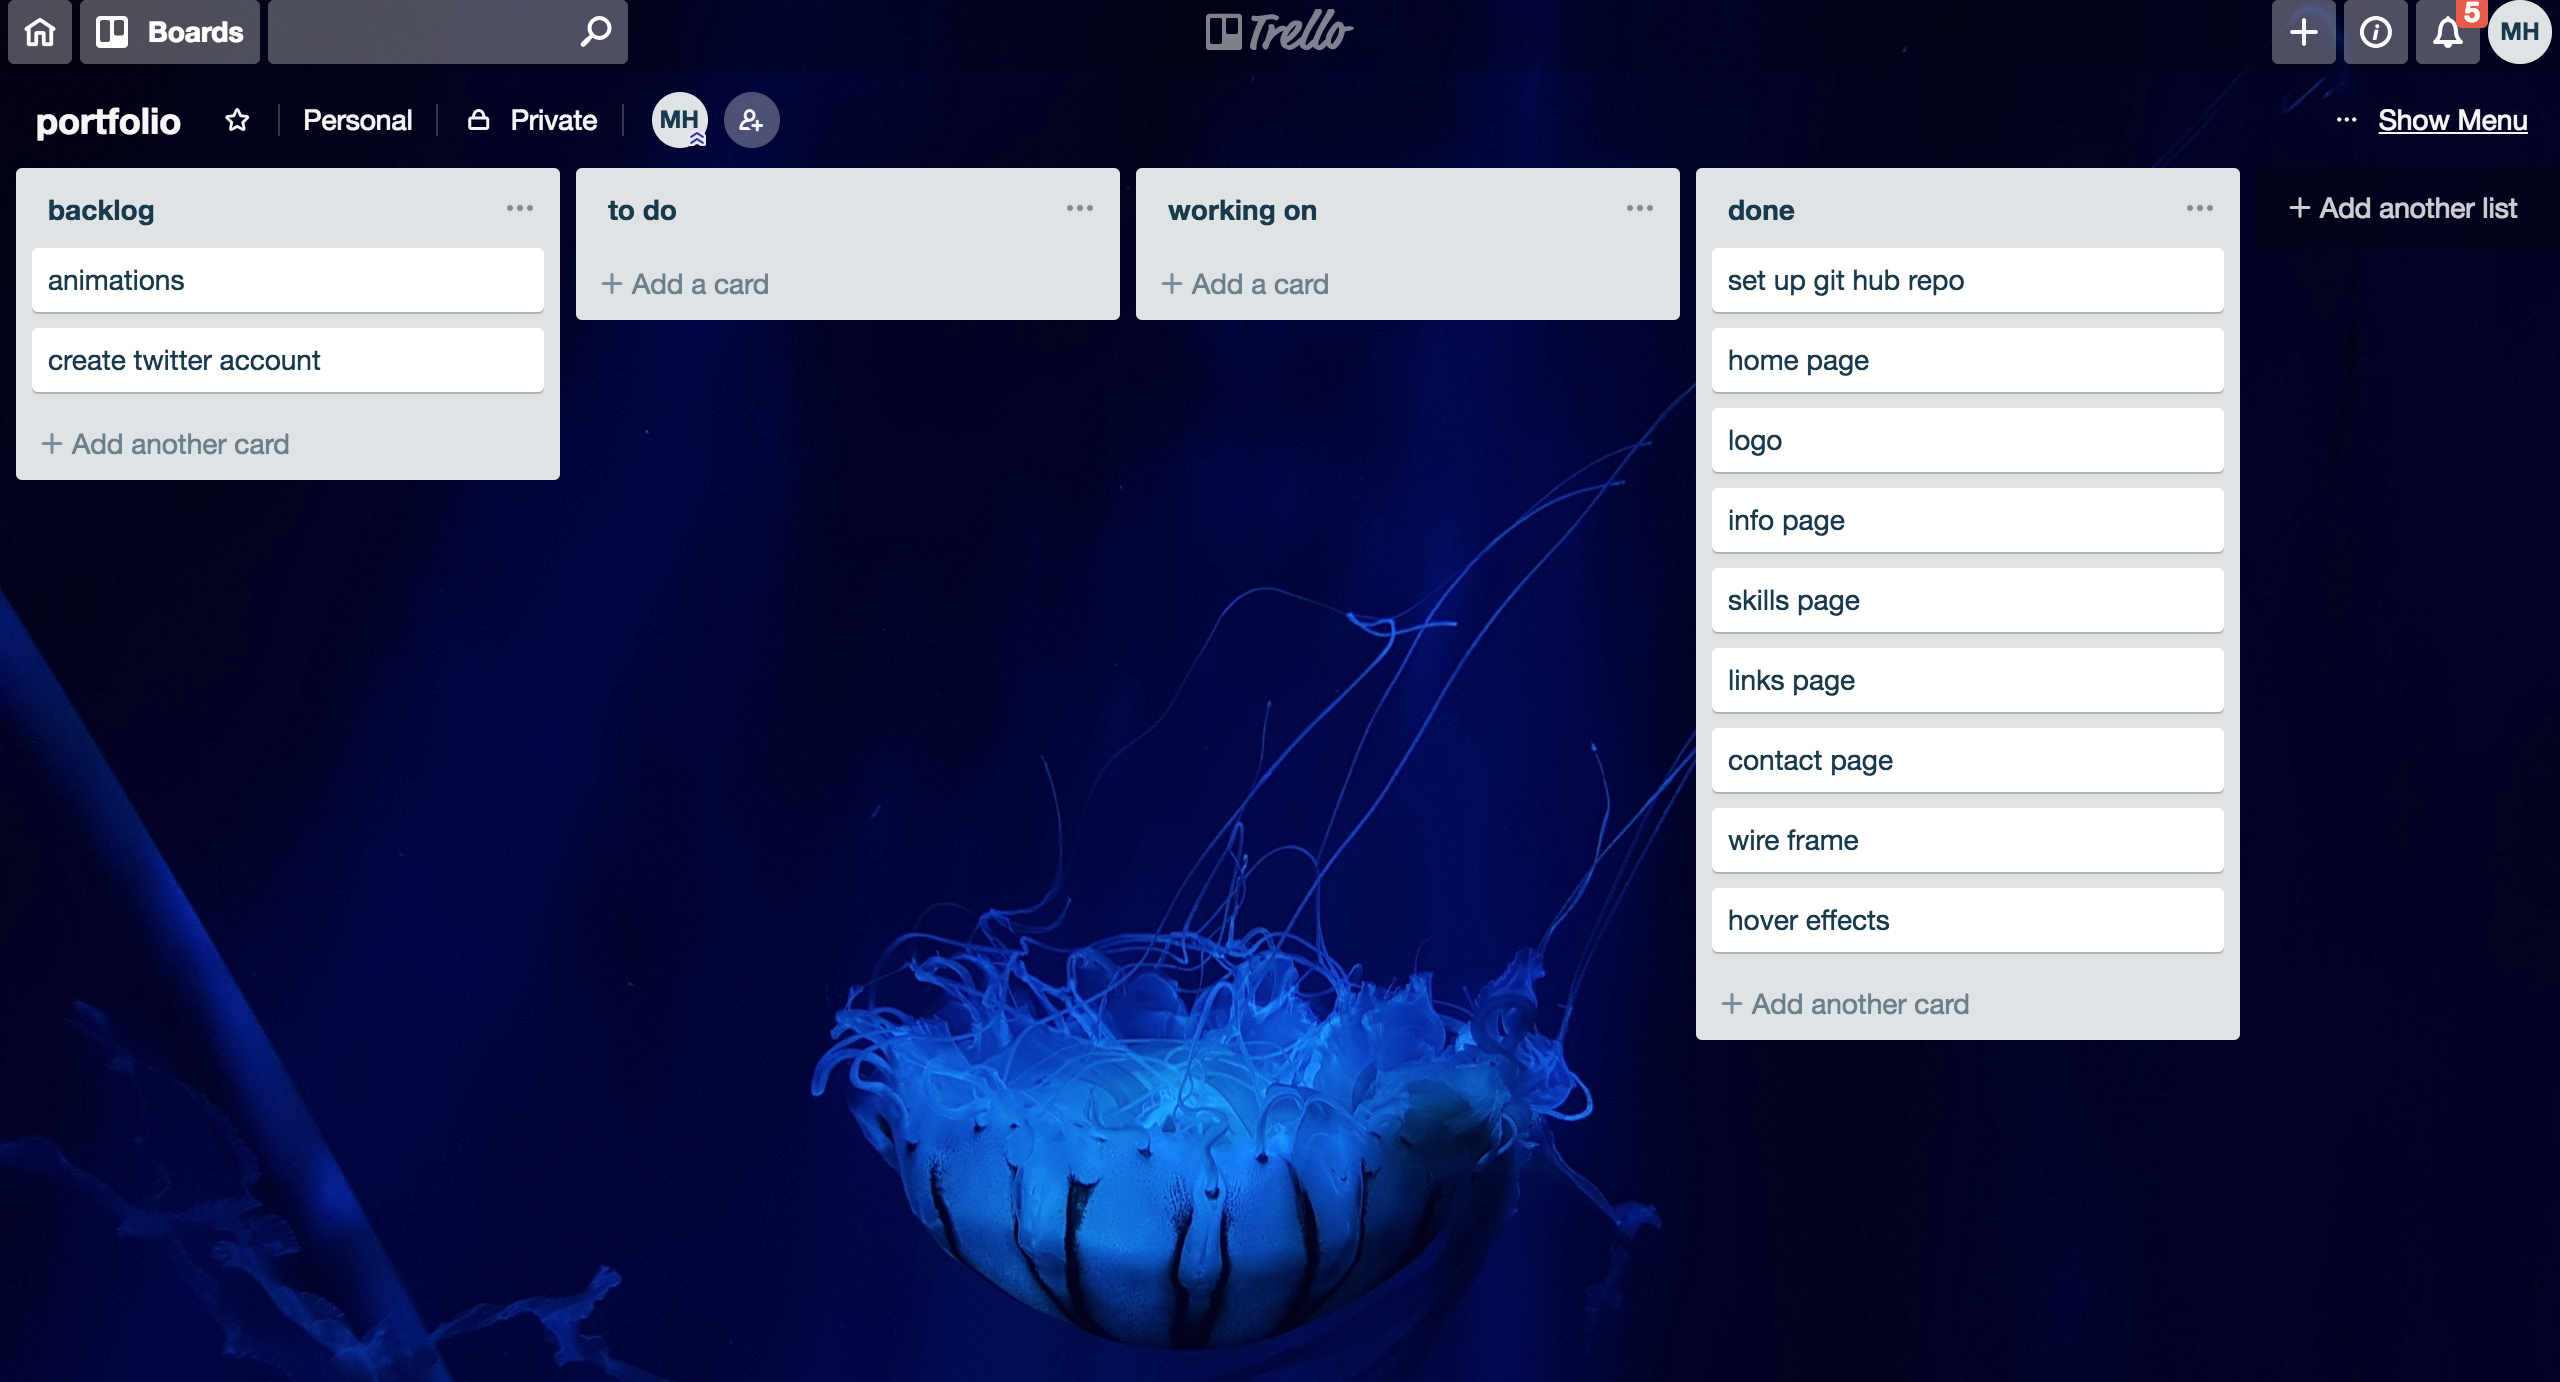 Boards
Trello
5
MH
portfolio
Personal
Private
MH
Show Menu
backlog
animations
create twitter account
+ Add another card
to do
+ Add a card
working on
+ Add a card
done
set up git hub repo
home page
logo
info page
skills page
links page
contact page
wire frame
hover effects
+ Add another card
+ Add another list